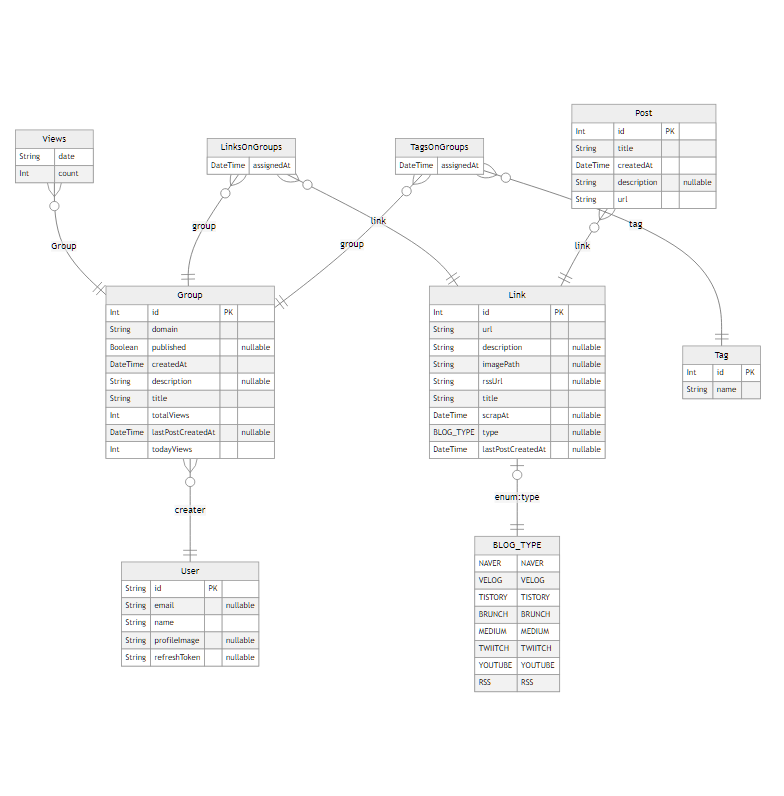 Views
String date
Int count
LinksOnGroups
DateTime assignedAt
TagsOnGroups
DateTime assignedAt
Post
Int id PK
String title
DateTime createdAt
String description nullable
String url
Group
group
link
group
link
tag
Group
Int id PK
String domain
Boolean published nullable
DateTime createdAt
String description nullable
String title
Int totalViews
DateTime lastPostCreatedAt nullable
Int todayViews
Link
Int id PK
String url
String description nullable
String imagePath nullable
String rssUrl nullable
String title
DateTime scrapAt nullable
BLOG_TYPE type nullable
DateTime lastPostCreatedAt nullable
Tag
Int id PK
String name
creater
enum:type
User
String id PK
String email nullable
String name
String profileImage nullable
String refreshToken nullable
BLOG_TYPE
NAVER NAVER
VELOG VELOG
TISTORY TISTORY
BRUNCH BRUNCH
MEDIUM MEDIUM
TWIITCH TWIITCH
YOUTUBE YOUTUBE
RSS RSS